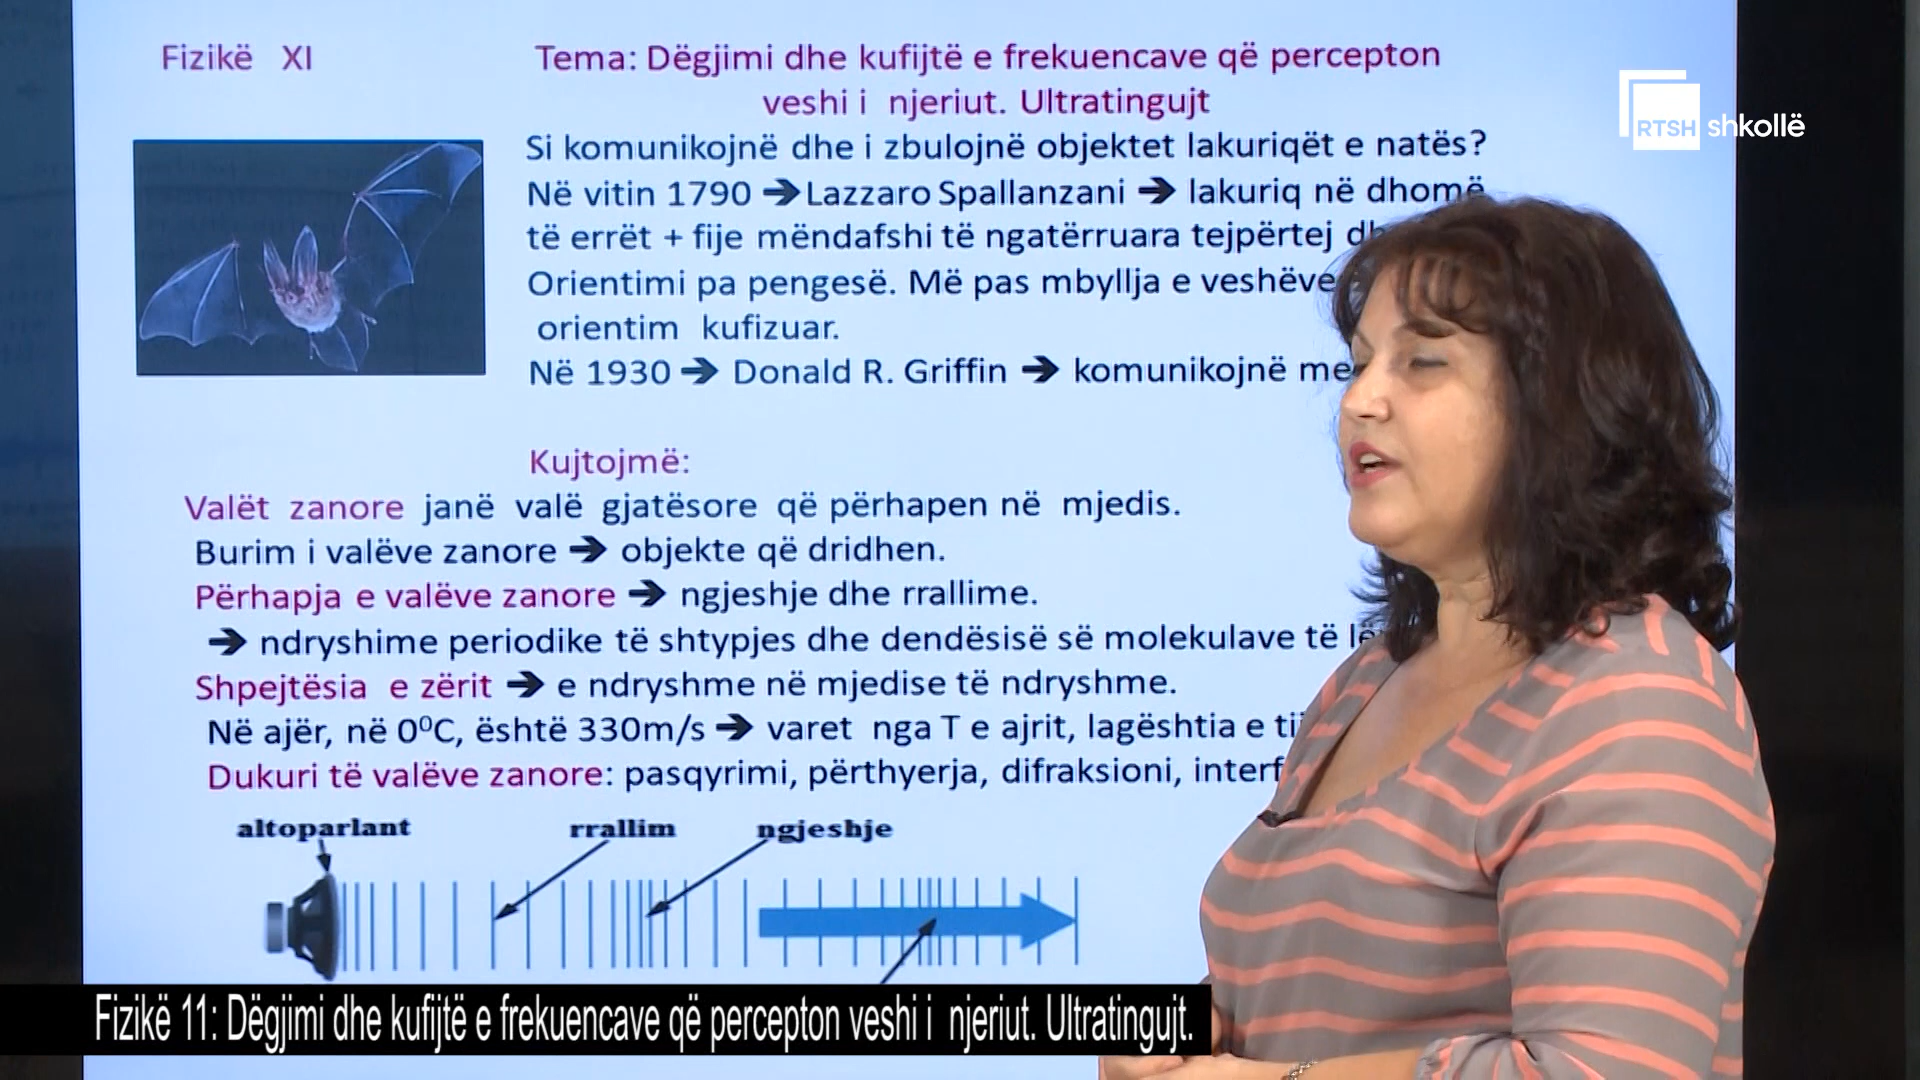 Fizikë XI
Tema: Dëgjimi dhe kufijtë e frekuencave që percepton
veshi i njeriut. Ultratingujt
RTSH shkollë
Si komunikojnë dhe i zbulojnë objektet lakuriqët e natës?
Në vitin 1790 ➔ Lazzaro Spallanzani ➔ lakuriq në dhomë
të errët + fije mëndafshi të ngatërruara tejpërtej
Orientimi pa pengesë. Më pas mbyllja e veshëve
orientim kufizuar.
Në 1930 ➔ Donald R. Griffin ➔ komunikojnë me
Kujtojmë:
Valët zanore janë valë gjatësore që përhapen në mjedis.
Burim i valëve zanore ➔ objekte që dridhen.
Përhapja e valëve zanore ➔ ngjeshje dhe rrallime.
➔ ndryshime periodike të shtypjes dhe dendësisë së molekulave të
Shpejtësia e zërit ➔ e ndryshme në mjedise të ndryshme.
Në ajër, në 0⁰C, është 330m/s ➔ varet nga T e ajrit, lagështia e
Dukuri të valëve zanore: pasqyrimi, përthyerja, difraksioni,
altoparlant rrallim ngjeshje
Fizikë 11: Dëgjimi dhe kufijtë e frekuencave që percepton veshi i njeriut. Ultratingujt.